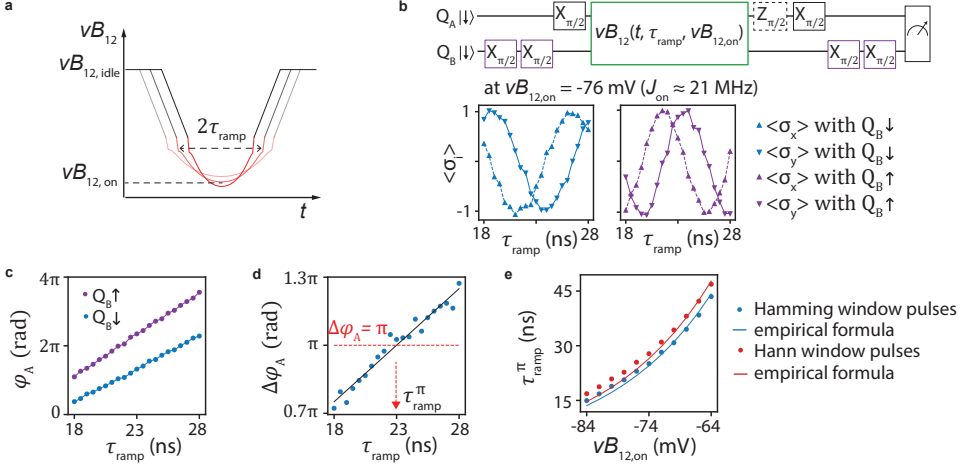 a
vB12
vB12, idle
2τramp
vB12, on
t
b
QA |↓⟩
Xπ/2
Zπ/2
Xπ/2
vB12(t, τramp, vB12,on)
QB |↓⟩
Xπ/2
Xπ/2
Xπ/2
Xπ/2
at vB12,on = -76 mV (Jon ≈ 21 MHz)
<σ_>
1
-1
18
28
18
28
τramp (ns)
τramp (ns)
<σx> with QB↓
<σy> with QB↓
<σx> with QB↑
<σy> with QB↑
c
φA (rad)
4π
2π
0
QB↑
QB↓
18
23
28
τramp (ns)
d
ΔφA (rad)
1.3π
π
0.7π
ΔφA = π
τπramp
18
23
28
τramp (ns)
e
τπramp (ns)
45
30
15
-84
-74
-64
vB12,on (mV)
Hamming window pulses
empirical formula
Hann window pulses
empirical formula